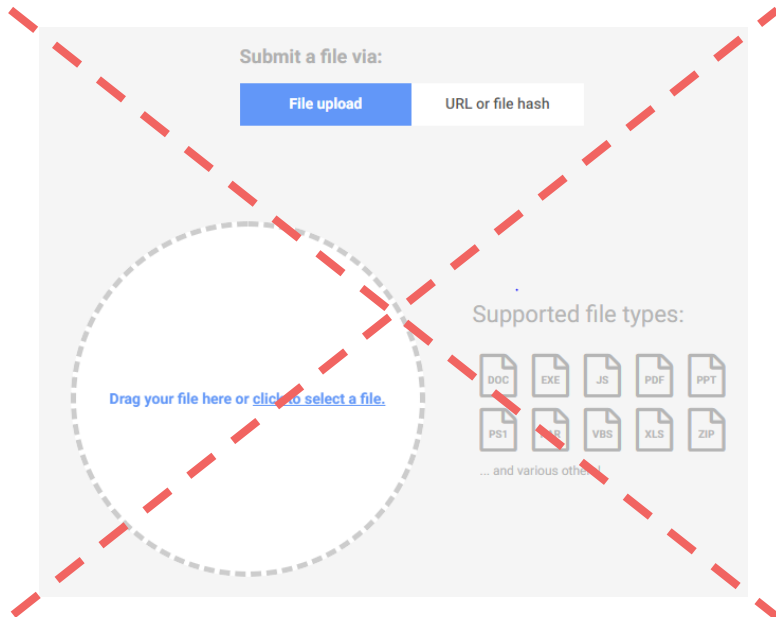 Submit a file via:
File upload
URL or file hash
Supported file types:
DOC EXE JS PDF PPT
Drag your file here or click to select a file.
PS1 VBS XLS ZIP
... and various others!